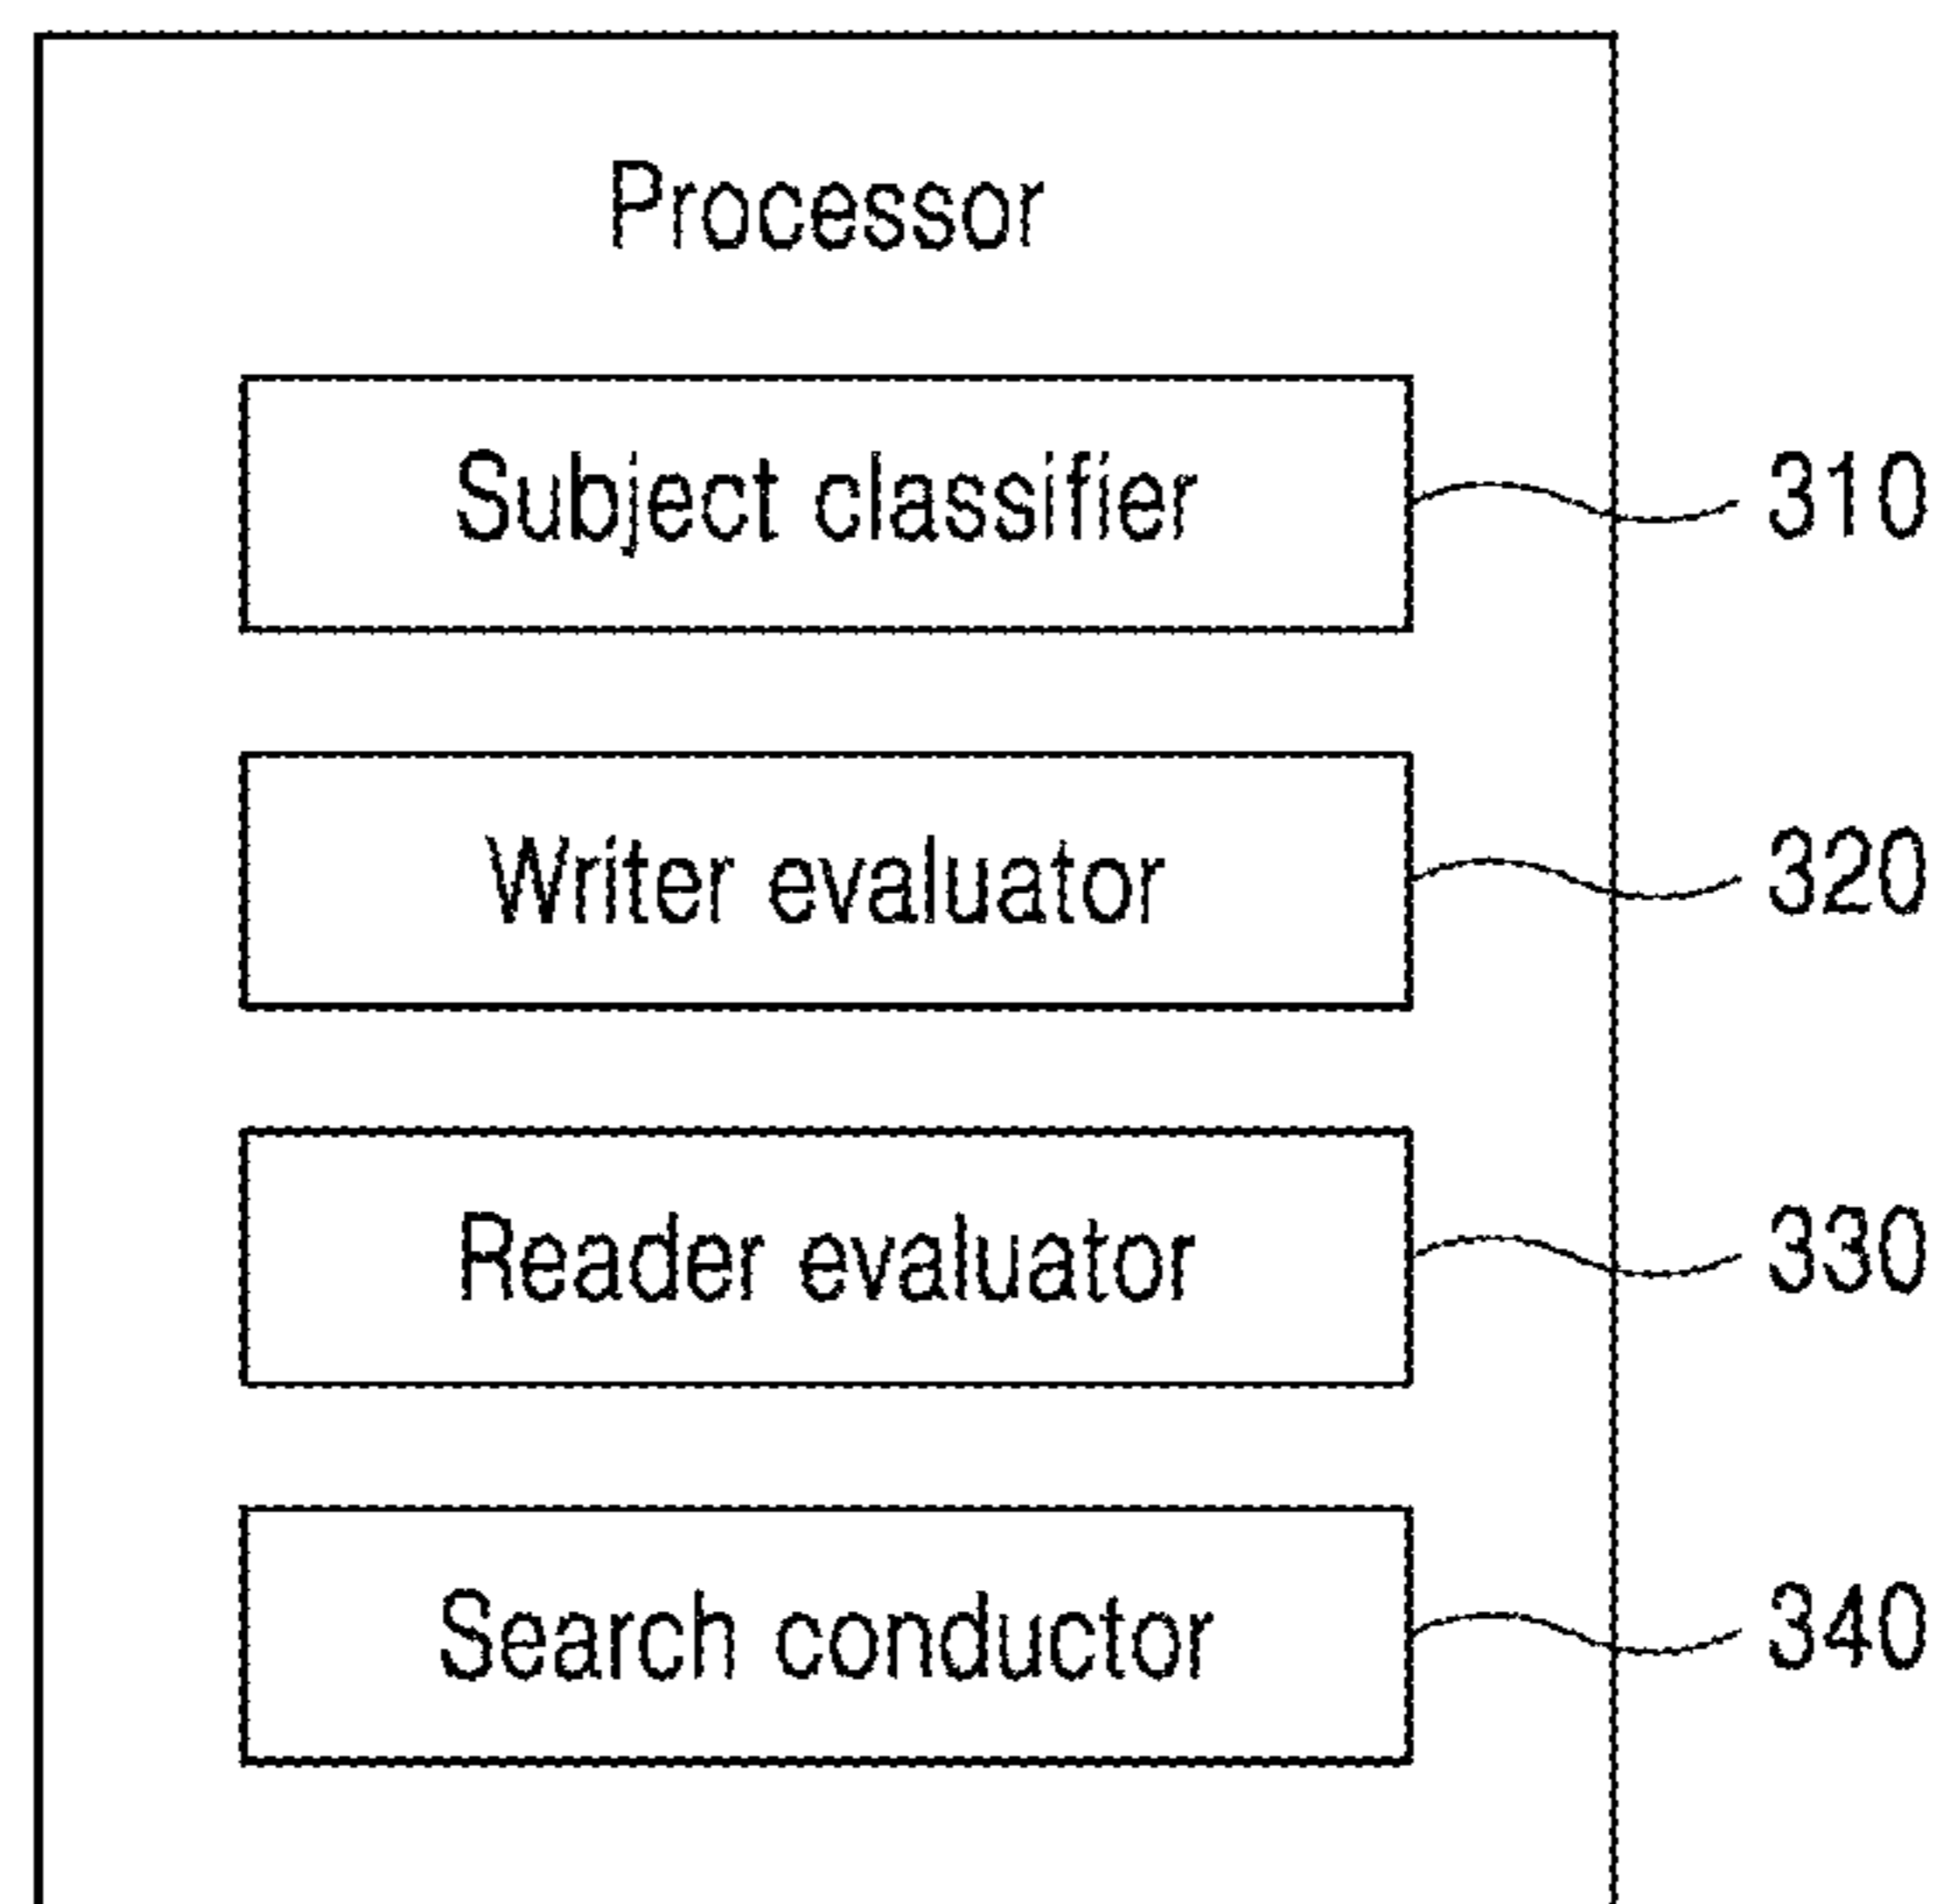 Processor
Subject classifier 310
Writer evaluator 320
Reader evaluator 330
Search conductor 340